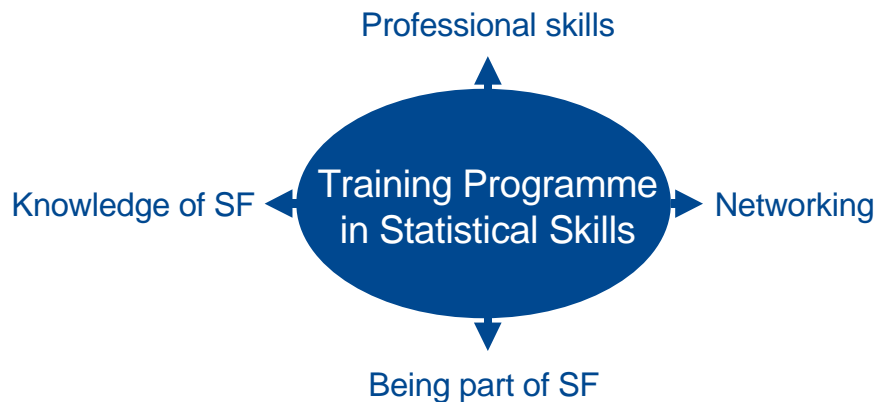 Professional skills
Knowledge of SF
Training Programme
in Statistical Skills
Networking
Being part of SF